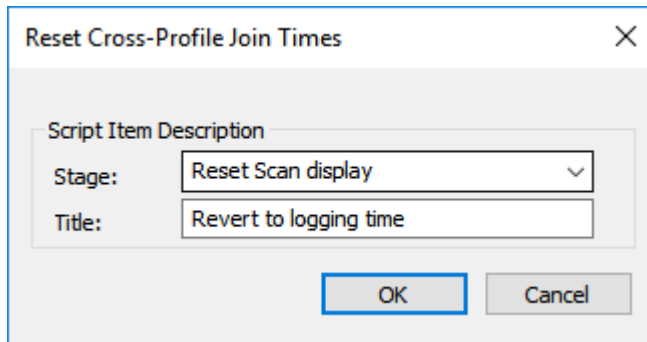 Reset Cross-Profile Join Times
Script Item Description
Stage: Reset Scan display
Title: Revert to logging time
OK Cancel